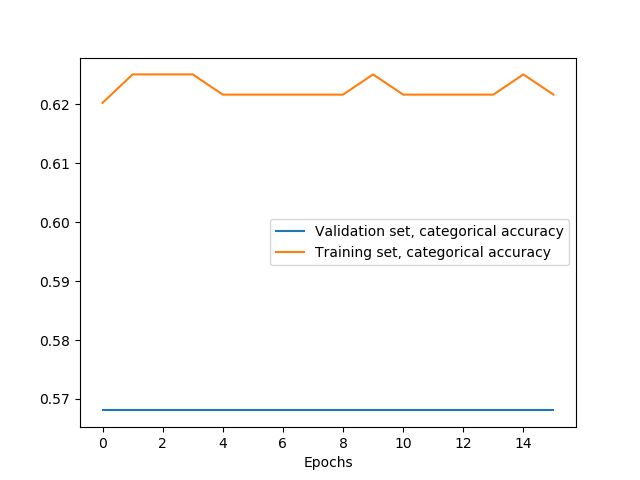 0.62
0.61
0.60
Validation set, categorical accuracy
Training set, categorical accuracy
0.59
0.58
0.57
0 2 4 6 8 10 12 14
Epochs